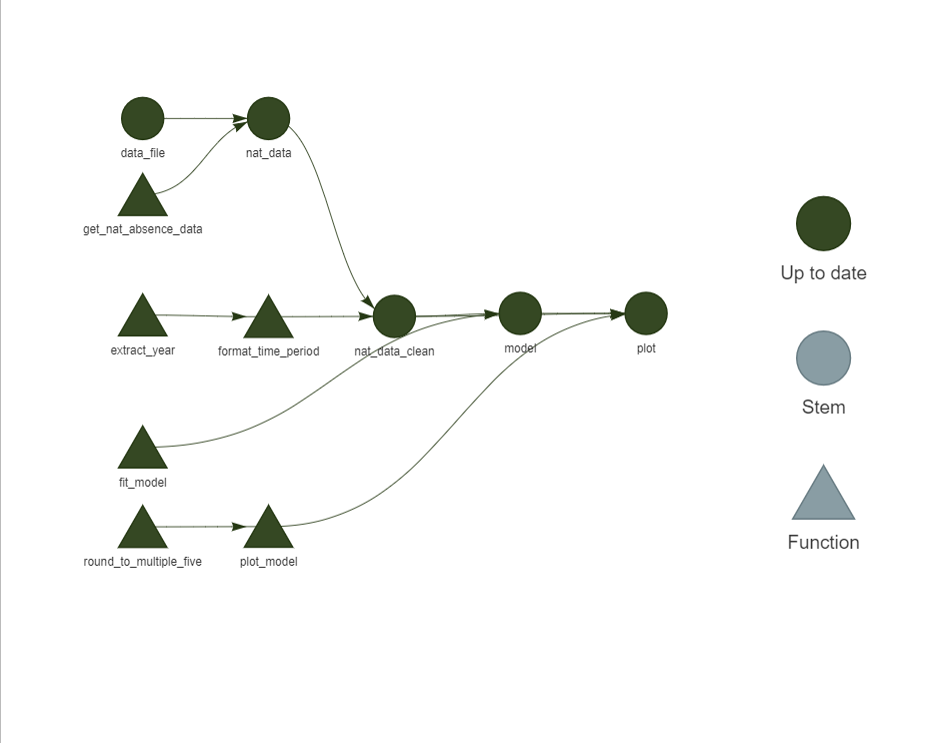 data_file
nat_data
get_nat_absence_data
extract_year
format_time_period
nat_data_clean
model
plot
fit_model
round_to_multiple_five
plot_model
Up to date
Stem
Function